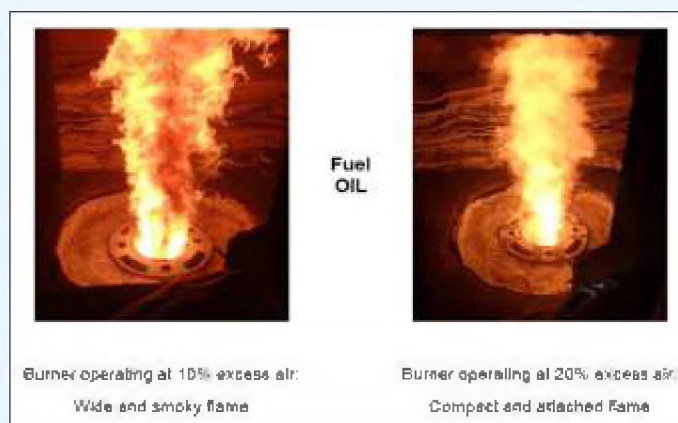 Fuel
OIL
Burner operating at 10% excess air:
Wide and smoky flame
Burner operating at 20% excess air:
Compact and attached flame